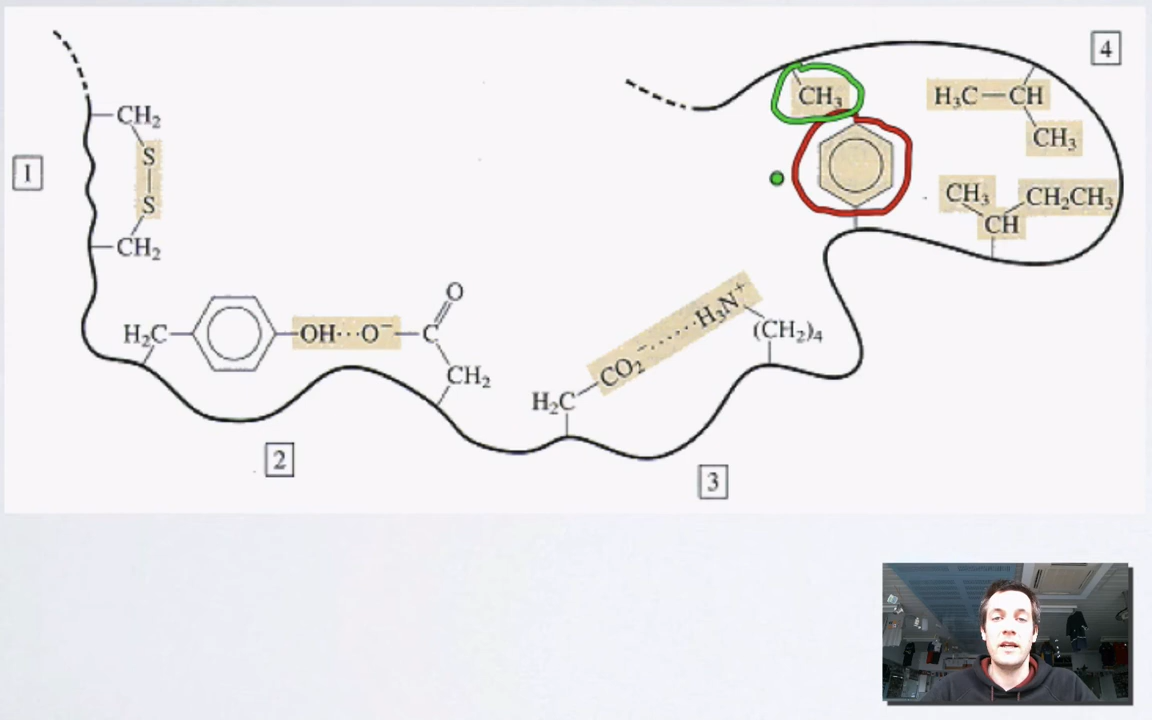 1
CH₂
S
S
CH₂
H₂C
OH···O⁻
C
O
CH₂
2
H₂C
CO₂⁻······H₃N⁺
(CH₂)₄
3
4
CH₃
H₃C—CH
CH₃
CH₃
CH₂CH₃
CH